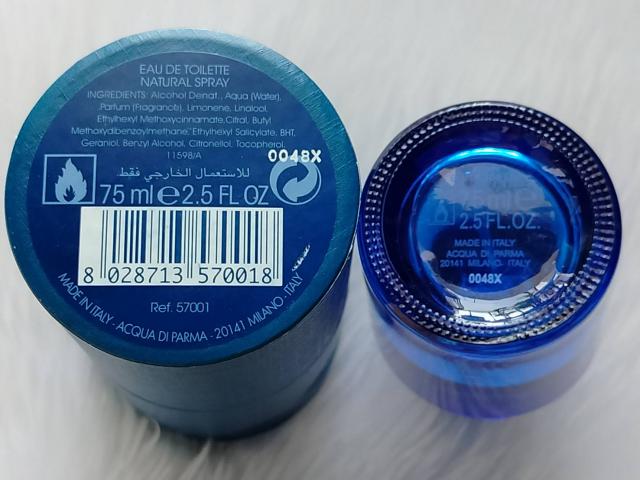 EAU DE TOILETTE
NATURAL SPRAY
INGREDIENTS: Alcohol Denat., Aqua (Water),
Parfum (Fragrance), Limonene, Linalool,
Ethylhexyl Methoxycinnamate, Citral, Butyl
Methoxydibenzoylmethane, Ethylhexyl Salicylate, BHT,
Geraniol, Benzyl Alcohol, Citronellol, Tocopherol.
11598/A
0048X
للاستعمال الخارجي فقط
75 ml e 2.5 FL OZ
8 028713 570018
Ref. 57001
MADE IN ITALY - ACQUA DI PARMA - 20141 MILANO - ITALY
2.5 FL.OZ.
MADE IN ITALY
ACQUA DI PARMA
20141 MILANO - ITALY
0048X